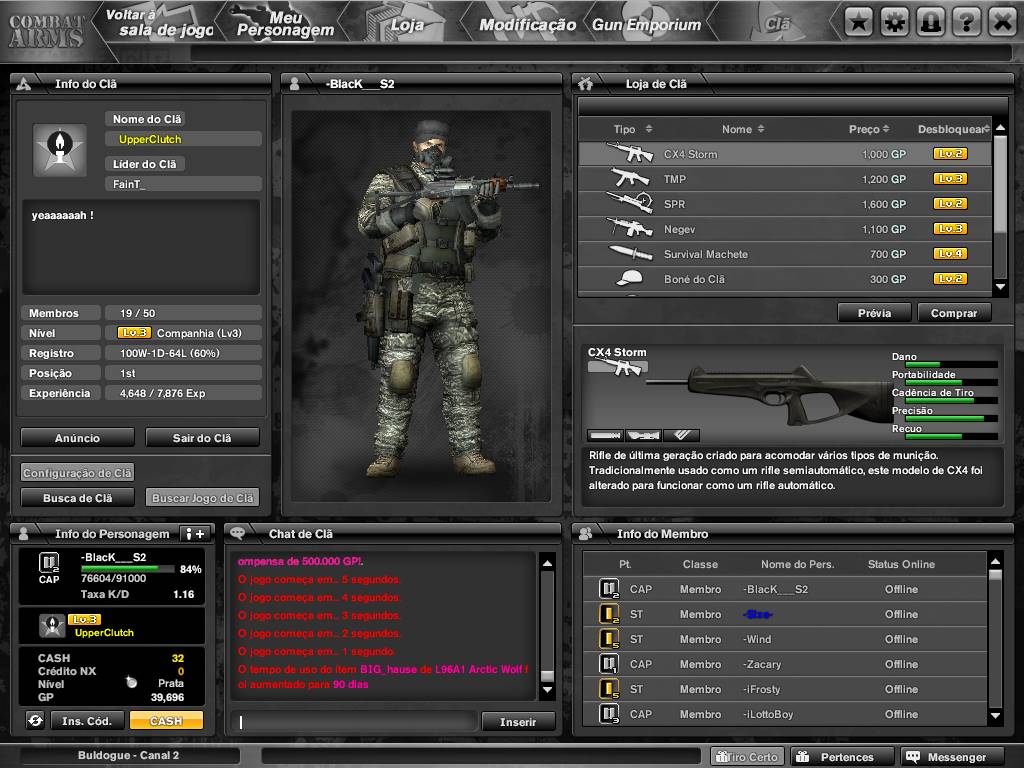 COMBAT ARMS
Voltar à sala de jogo
Meu Personagem
Loja
Modificação
Gun Emporium
Clã
Info do Clã
Nome do Clã
UpperClutch
Líder do Clã
FainT_
yeaaaaaah !
Membros 19 / 50
Nível Lv.3 Companhia (Lv3)
Registro 100W-1D-64L (60%)
Posição 1st
Experiência 4,648 / 7,876 Exp
Anúncio
Sair do Clã
Configuração de Clã
Busca de Clã
Buscar Jogo de Clã
-BlacK___S2
Loja de Clã
Tipo Nome Preço Desbloquear
CX4 Storm 1,000 GP Lv.2
TMP 1,200 GP Lv.3
SPR 1,600 GP Lv.2
Negev 1,100 GP Lv.3
Survival Machete 700 GP Lv.4
Boné do Clã 300 GP Lv.2
Prévia
Comprar
CX4 Storm
Dano
Portabilidade
Cadência de Tiro
Precisão
Recuo
Rifle de última geração criado para acomodar vários tipos de munição.
Tradicionalmente usado como um rifle semiautomático, este modelo de CX4 foi
alterado para funcionar como um rifle automático.
Info do Personagem
i +
CAP
-BlacK___S2
84%
76604/91000
Taxa K/D 1.16
Lv.3
UpperClutch
CASH 32
Crédito NX 0
Nível Prata
GP 39,696
Ins. Cód.
CASH
Chat de Clã
ompensa de 500.000 GP!.
O jogo começa em... 5 segundos.
O jogo começa em... 4 segundos.
O jogo começa em... 3 segundos.
O jogo começa em... 2 segundos.
O jogo começa em... 1 segundo.
O tempo de uso do item BIG_hause de L96A1 Arctic Wolf f
oi aumentado para 90 dias
Inserir
Info do Membro
Pt. Classe Nome do Pers. Status Online
2 CAP Membro -BlacK___S2 Offline
2 ST Membro -Size- Offline
5 ST Membro -Wind Offline
1 CAP Membro -Zacary Offline
5 ST Membro -iFrosty Offline
3 CAP Membro -iLottoBoy Offline
Buldogue - Canal 2
Tiro Certo
Pertences
Messenger